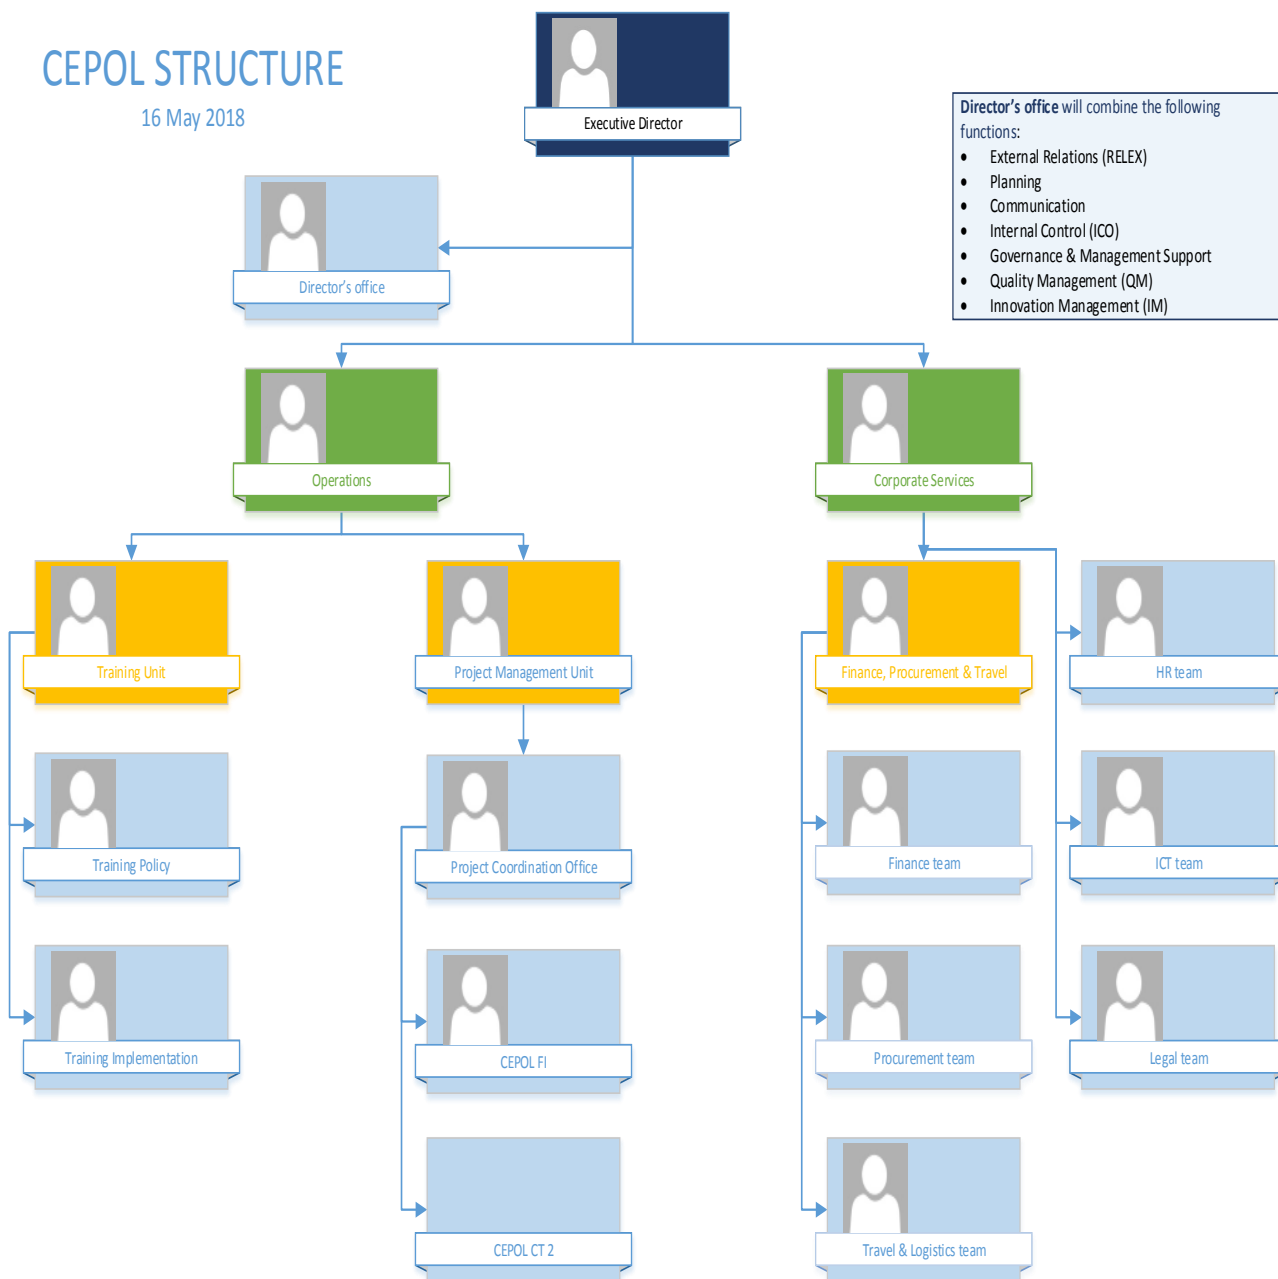 CEPOL STRUCTURE
16 May 2018
Executive Director
Director's office will combine the following
functions:
• External Relations (RELEX)
• Planning
• Communication
• Internal Control (ICO)
• Governance & Management Support
• Quality Management (QM)
• Innovation Management (IM)
Director's office
Operations
Corporate Services
Training Unit
Project Management Unit
Finance, Procurement & Travel
HR team
Training Policy
Project Coordination Office
Finance team
ICT team
Training Implementation
CEPOL FI
Procurement team
Legal team
CEPOL CT 2
Travel & Logistics team